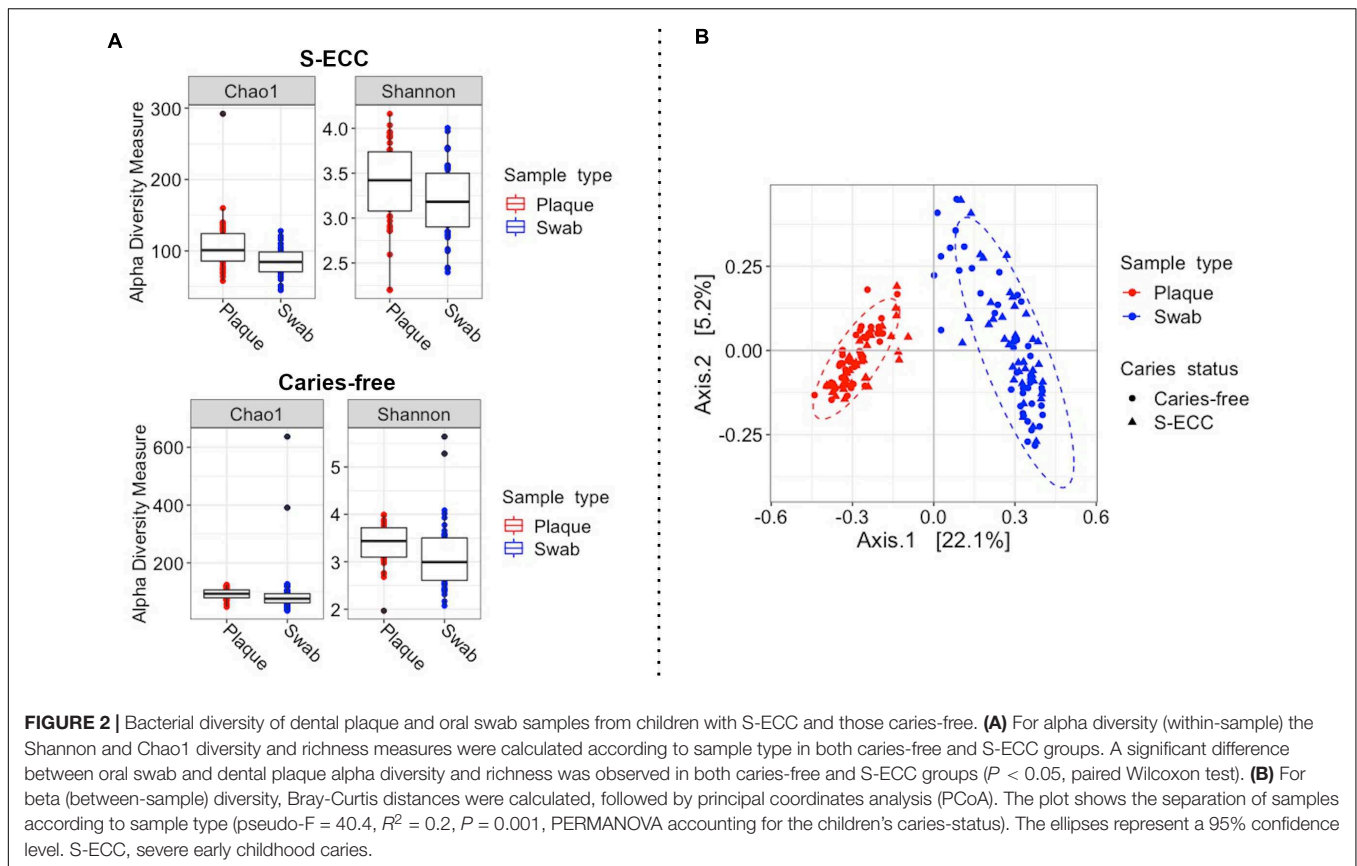 A
S-ECC
Chao1
Shannon
Alpha Diversity Measure
300
200
100
4.0
3.5
3.0
2.5
Plaque
Swab
Plaque
Swab
Sample type
Plaque
Swab
Caries-free
Chao1
Shannon
Alpha Diversity Measure
600
400
200
5
4
3
2
Plaque
Swab
Plaque
Swab
Sample type
Plaque
Swab
B
Axis.2 [5.2%]
0.25
0.00
-0.25
-0.6
-0.3
0.0
0.3
0.6
Axis.1 [22.1%]
Sample type
Plaque
Swab
Caries status
Caries-free
S-ECC
FIGURE 2 | Bacterial diversity of dental plaque and oral swab samples from children with S-ECC and those caries-free. (A) For alpha diversity (within-sample) the
Shannon and Chao1 diversity and richness measures were calculated according to sample type in both caries-free and S-ECC groups. A significant difference
between oral swab and dental plaque alpha diversity and richness was observed in both caries-free and S-ECC groups (P < 0.05, paired Wilcoxon test). (B) For
beta (between-sample) diversity, Bray-Curtis distances were calculated, followed by principal coordinates analysis (PCoA). The plot shows the separation of samples
according to sample type (pseudo-F = 40.4, R² = 0.2, P = 0.001, PERMANOVA accounting for the children's caries-status). The ellipses represent a 95% confidence
level. S-ECC, severe early childhood caries.